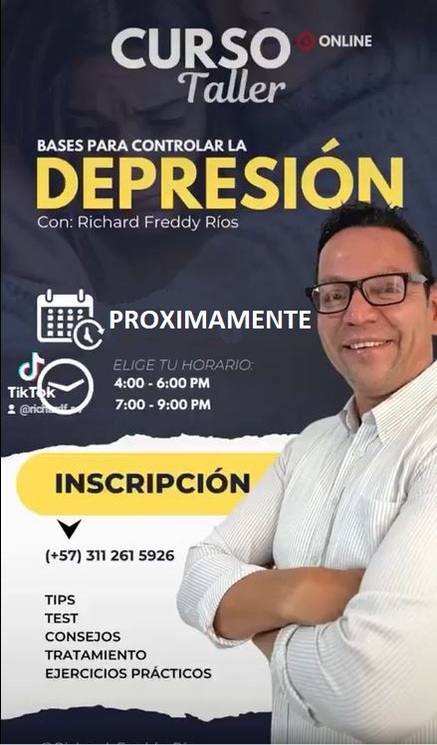 CURSO
ONLINE
Taller
BASES PARA CONTROLAR LA
DEPRESIÓN
Con: Richard Freddy Ríos
PROXIMAMENTE
ELIGE TU HORARIO:
4:00 - 6:00 PM
7:00 - 9:00 PM
TikTok
INSCRIPCIÓN
(+57) 311 261 5926
TIPS
TEST
CONSEJOS
TRATAMIENTO
EJERCICIOS PRÁCTICOS